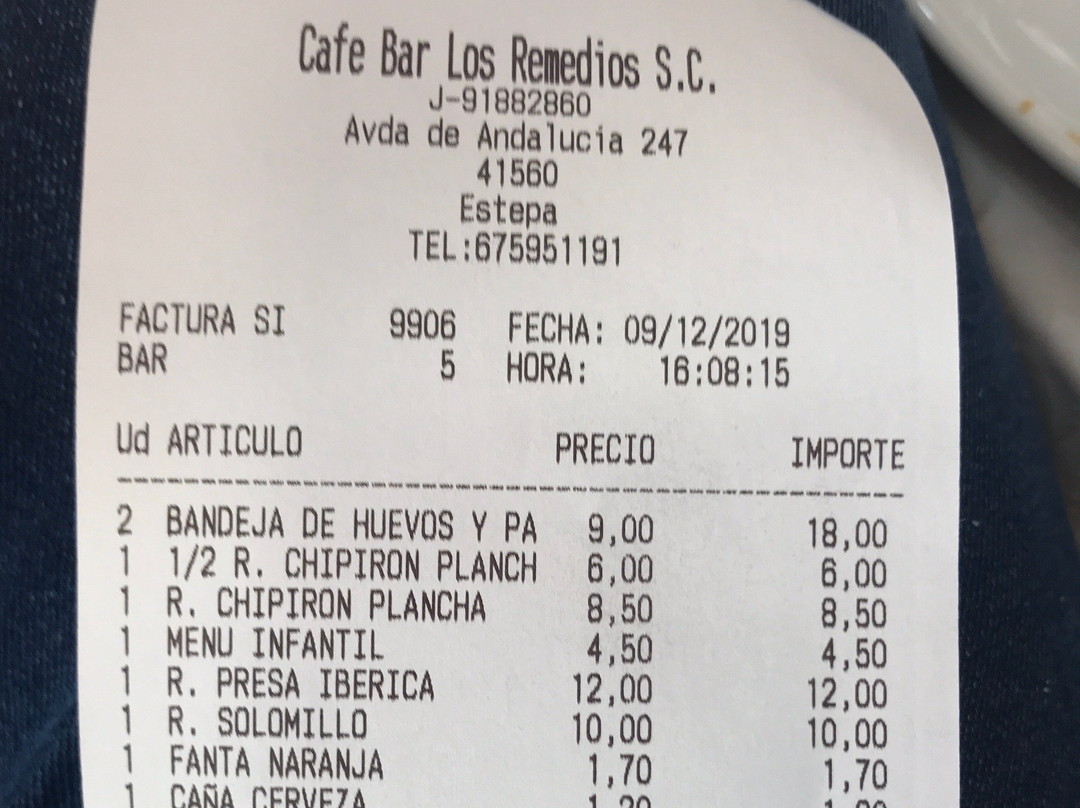 Cafe Bar Los Remedios S.C.
J-91882860
Avda de Andalucia 247
41560
Estepa
TEL:675951191
FACTURA SI 9906 FECHA: 09/12/2019
BAR 5 HORA: 16:08:15
Ud ARTICULO PRECIO IMPORTE
2 BANDEJA DE HUEVOS Y PA 9,00 18,00
1 1/2 R. CHIPIRON PLANCH 6,00 6,00
1 R. CHIPIRON PLANCHA 8,50 8,50
1 MENU INFANTIL 4,50 4,50
1 R. PRESA IBERICA 12,00 12,00
1 R. SOLOMILLO 10,00 10,00
1 FANTA NARANJA 1,70 1,70
1 CAÑA CERVEZA